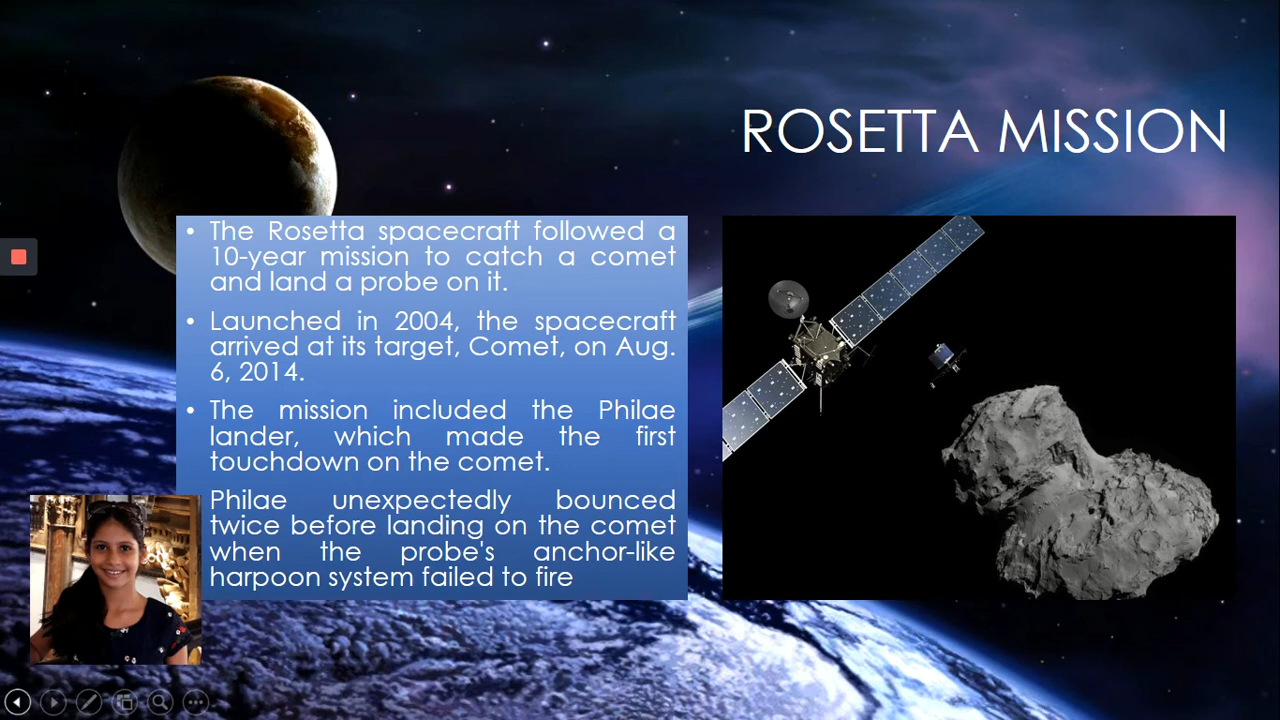 ROSETTA MISSION
• The Rosetta spacecraft followed a
10-year mission to catch a comet
and land a probe on it.
• Launched in 2004, the spacecraft
arrived at its target, Comet, on Aug.
6, 2014.
• The mission included the Philae
lander, which made the first
touchdown on the comet.
Philae unexpectedly bounced
twice before landing on the comet
when the probe's anchor-like
harpoon system failed to fire